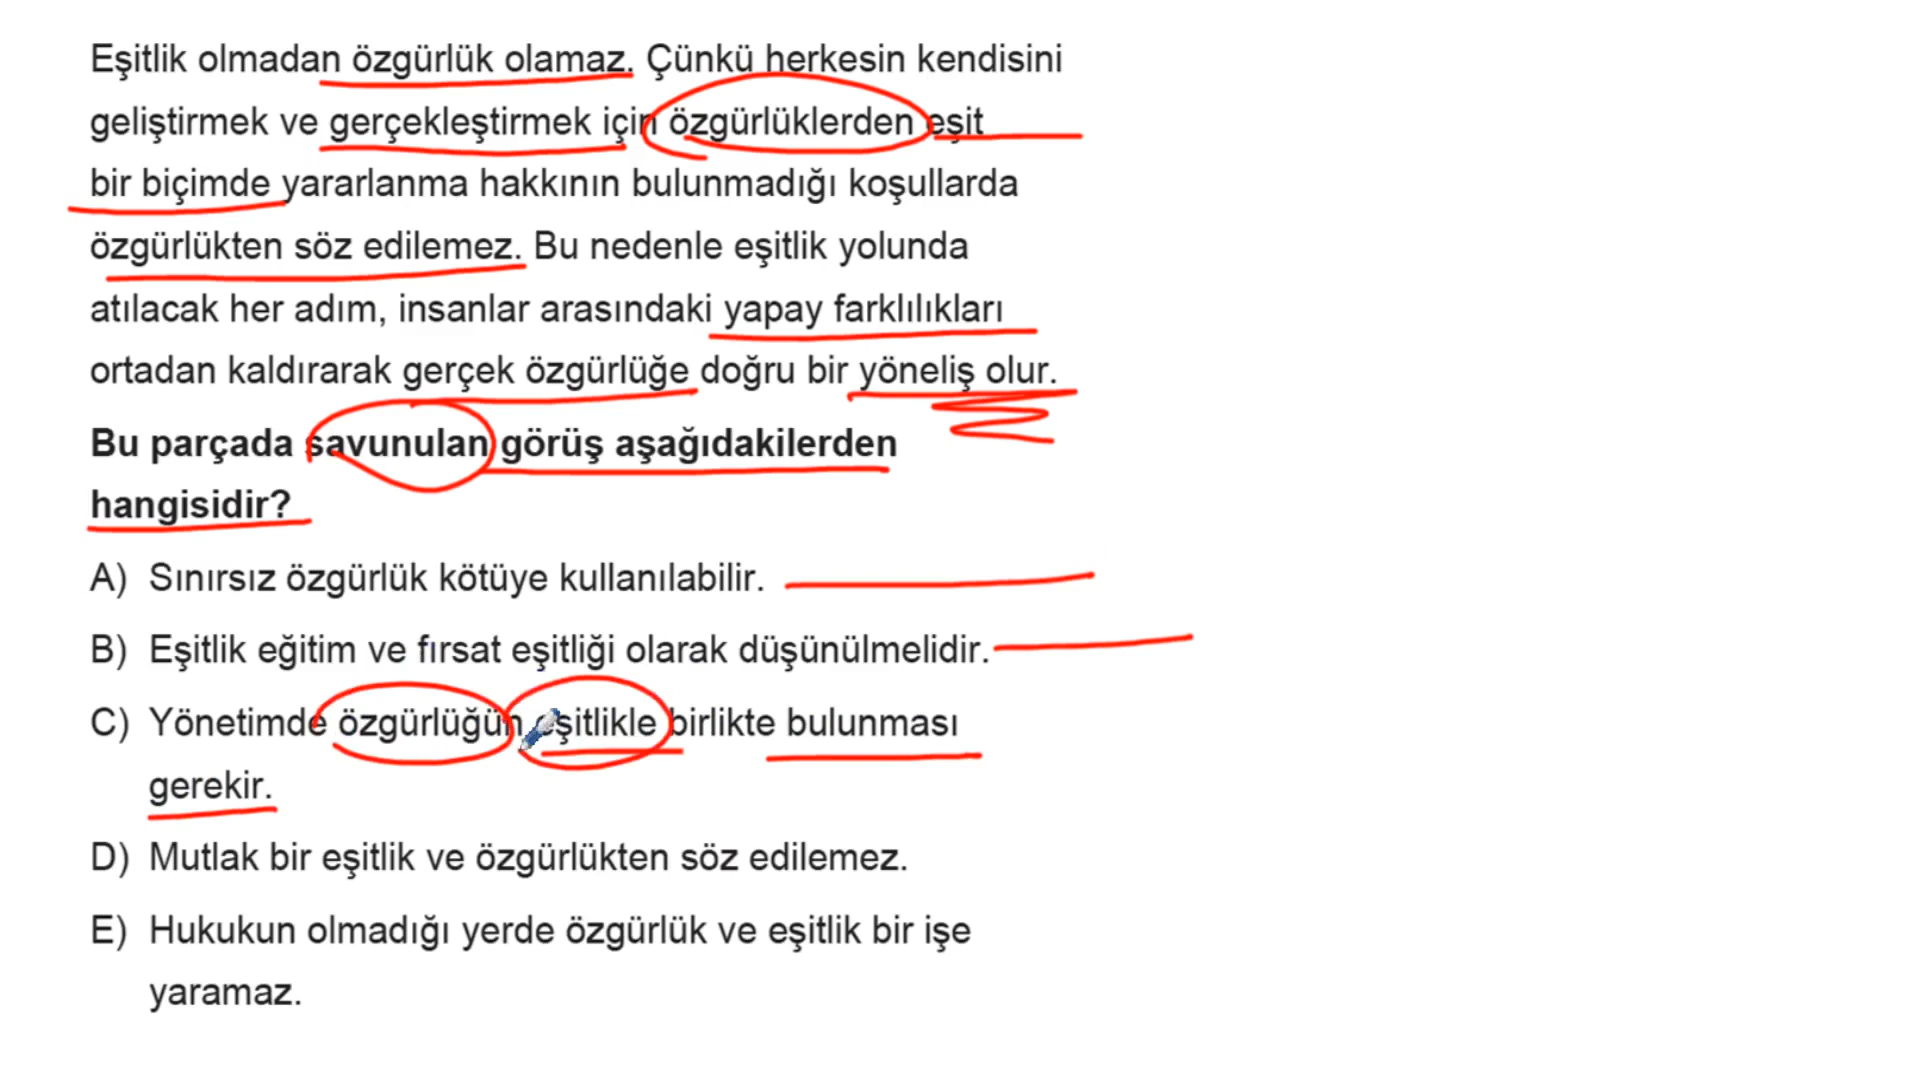 Eşitlik olmadan özgürlük olamaz. Çünkü herkesin kendisini
geliştirmek ve gerçekleştirmek için özgürlüklerden eşit
bir biçimde yararlanma hakkının bulunmadığı koşullarda
özgürlükten söz edilemez. Bu nedenle eşitlik yolunda
atılacak her adım, insanlar arasındaki yapay farklılıkları
ortadan kaldırarak gerçek özgürlüğe doğru bir yöneliş olur.
Bu parçada savunulan görüş aşağıdakilerden
hangisidir?
A) Sınırsız özgürlük kötüye kullanılabilir.
B) Eşitlik eğitim ve fırsat eşitliği olarak düşünülmelidir.
C) Yönetimde özgürlüğün eşitlikle birlikte bulunması
gerekir.
D) Mutlak bir eşitlik ve özgürlükten söz edilemez.
E) Hukukun olmadığı yerde özgürlük ve eşitlik bir işe
yaramaz.